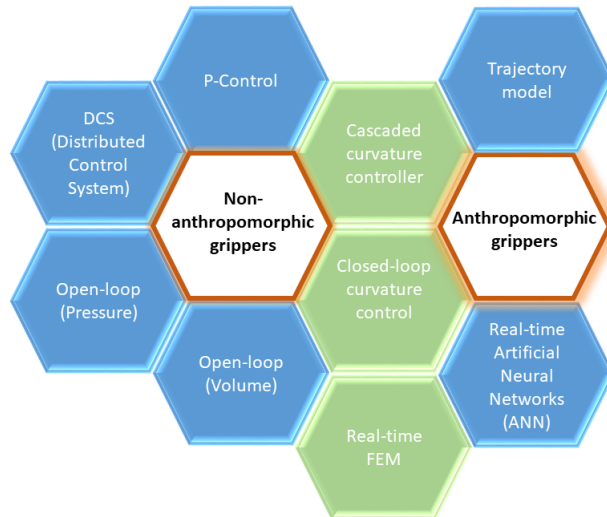 P-Control
Trajectory
model
DCS
(Distributed
Control
System)
Cascaded
curvature
controller
Non-
anthropomorphic
grippers
Anthropomorphic
grippers
Open-loop
(Pressure)
Closed-loop
curvature
control
Open-loop
(Volume)
Real-time
Artificial
Neural
Networks
(ANN)
Real-time
FEM